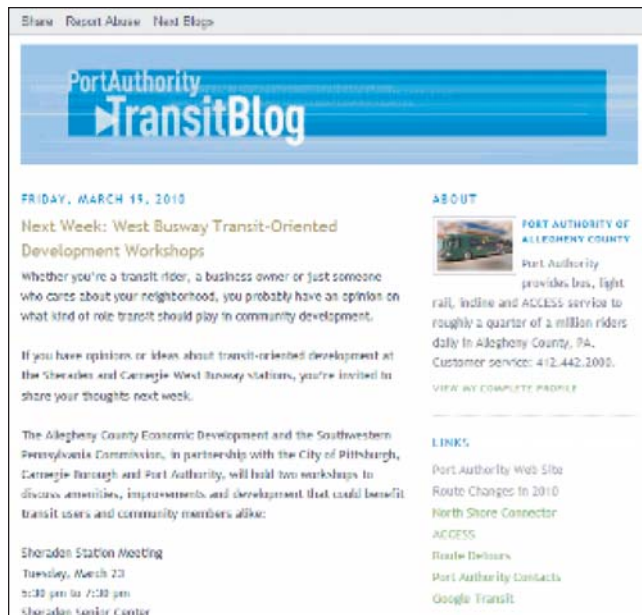 Share Report Abuse Next Blog»
PortAuthority
TransitBlog
FRIDAY, MARCH 19, 2010
Next Week: West Busway Transit-Oriented
Development Workshops
Whether you're a transit rider, a business owner or just someone
who cares about your neighborhood, you probably have an opinion on
what kind of role transit should play in community development.
If you have opinions or ideas about transit-oriented development at
the Sheraden and Carnegie West Busway stations, you're invited to
share your thoughts next week.
The Allegheny County Economic Development and the Southwestern
Pennsylvania Commission, in partnership with the City of Pittsburgh,
Carnegie Borough and Port Authority, will hold two workshops to
discuss amenities, improvements and development that could benefit
transit users and community members alike:
Sheraden Station Meeting
Tuesday, March 23
5:30 pm to 7:30 pm
Sheraden Senior Center
ABOUT
PORT AUTHORITY OF
ALLEGHENY COUNTY
Port Authority
provides bus, light
rail, incline and ACCESS service to
roughly a quarter of a million riders
daily in Allegheny County, PA.
Customer service: 412.442.2000.
VIEW MY COMPLETE PROFILE
LINKS
Port Authority Web Site
Route Changes in 2010
North Shore Connector
ACCESS
Route Detours
Port Authority Contacts
Google Transit